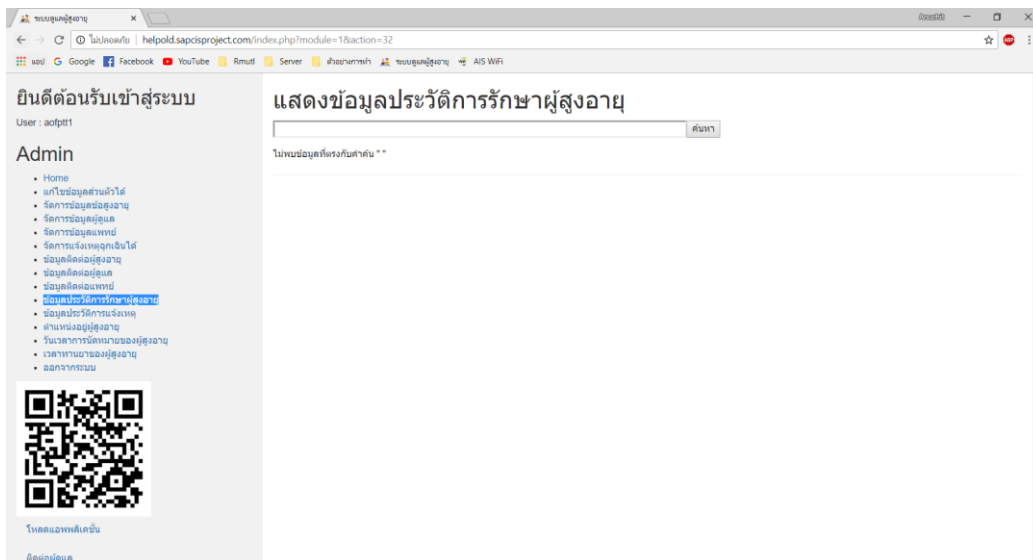 ระบบดูแลผู้สูงอายุ
ไม่ปลอดภัย | helpold.sapcisproject.com/index.php?module=1&action=32
แอป Google Facebook YouTube Rmutl Server ตัวอย่างการทำ ระบบดูแลผู้สูงอายุ AIS WiFi
ยินดีต้อนรับเข้าสู่ระบบ
User : aofptt1
Admin
Home
แก้ไขข้อมูลส่วนตัวได้
จัดการข้อมูลข้อสูงอายุ
จัดการข้อมูลผู้ดูแล
จัดการข้อมูลแพทย์
จัดการแจ้งเหตุฉุกเฉินได้
ข้อมูลติดต่อผู้สูงอายุ
ข้อมูลติดต่อผู้ดูแล
ข้อมูลติดต่อแพทย์
ข้อมูลประวัติการรักษาผู้สูงอายุ
ข้อมูลประวัติการแจ้งเหตุ
ตำแหน่งอยู่ผู้สูงอายุ
วันเวลาการนัดหมายของผู้สูงอายุ
เวลาทานยาของผู้สูงอายุ
ออกจากระบบ
โหลดแอพพลิเคชั่น
ติดต่อผู้ดูแล
แสดงข้อมูลประวัติการรักษาผู้สูงอายุ
ค้นหา
ไม่พบข้อมูลที่ตรงกับคำค้น " "